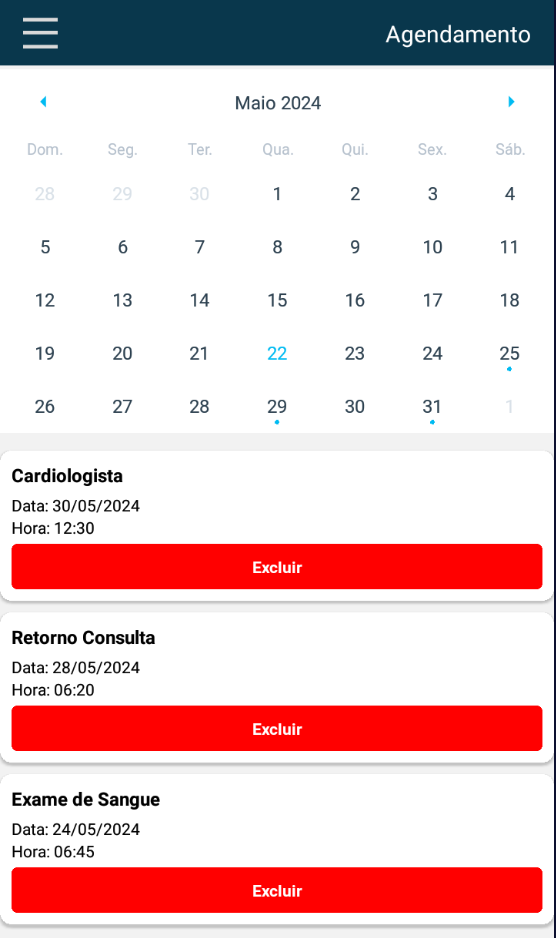 Agendamento
Maio 2024
Dom. Seg. Ter. Qua. Qui. Sex. Sáb.
28 29 30 1 2 3 4
5 6 7 8 9 10 11
12 13 14 15 16 17 18
19 20 21 22 23 24 25
26 27 28 29 30 31 1
Cardiologista
Data: 30/05/2024
Hora: 12:30
Excluir
Retorno Consulta
Data: 28/05/2024
Hora: 06:20
Excluir
Exame de Sangue
Data: 24/05/2024
Hora: 06:45
Excluir